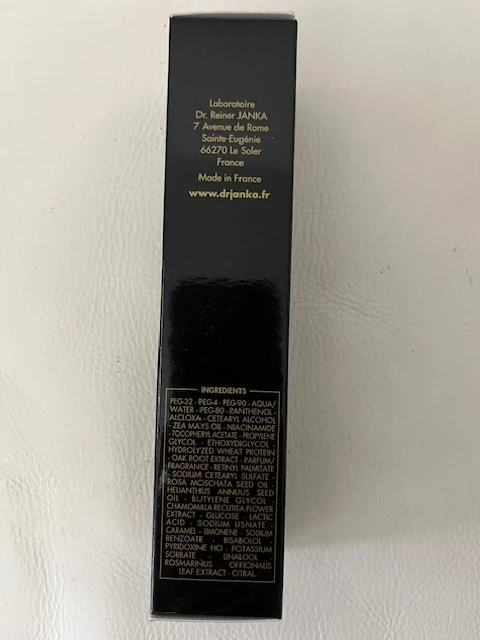 Laboratoire
Dr. Reiner JANKA
7 Avenue de Rome
Sainte-Eugénie
66270 Le Soler
France
Made in France
www.drjanka.fr
INGREDIENTS
PEG-32 - PEG-4 - PEG-90 - AQUA/
WATER - PEG-80 - PANTHENOL -
ALCLOXA - CETEARYL ALCOHOL
- ZEA MAYS OIL - NIACINAMIDE
- TOCOPHERYL ACETATE - PROPYLENE
GLYCOL - ETHOXYDIGLYCOL -
HYDROLYZED WHEAT PROTEIN
- OAK ROOT EXTRACT - PARFUM/
FRAGRANCE - RETINYL PALMITATE
- SODIUM CETEARYL SULFATE -
ROSA MOSCHATA SEED OIL -
HELIANTHUS ANNUUS SEED
OIL - BUTYLENE GLYCOL -
CHAMOMILLA RECUTITA FLOWER
EXTRACT - GLUCOSE - LACTIC
ACID - SODIUM USNATE -
CARAMEL - LIMONENE - SODIUM
BENZOATE - BISABOLOL -
PYRIDOXINE HCl - POTASSIUM
SORBATE - LINALOOL -
ROSMARINUS OFFICINALIS
LEAF EXTRACT - CITRAL.